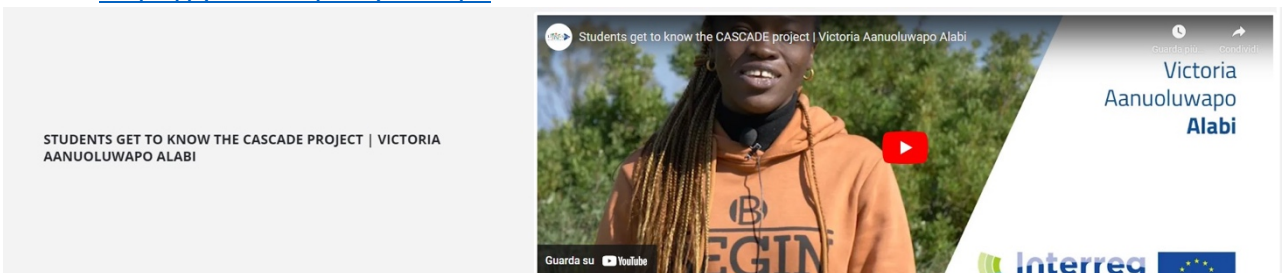 STUDENTS GET TO KNOW THE CASCADE PROJECT | VICTORIA
AANUOLUWAPO ALABI
Students get to know the CASCADE project | Victoria Aanuoluwapo Alabi
Guarda più
Condividi
Victoria
Aanuoluwapo
Alabi
B
EGIN
Guarda su YouTube
Interreg